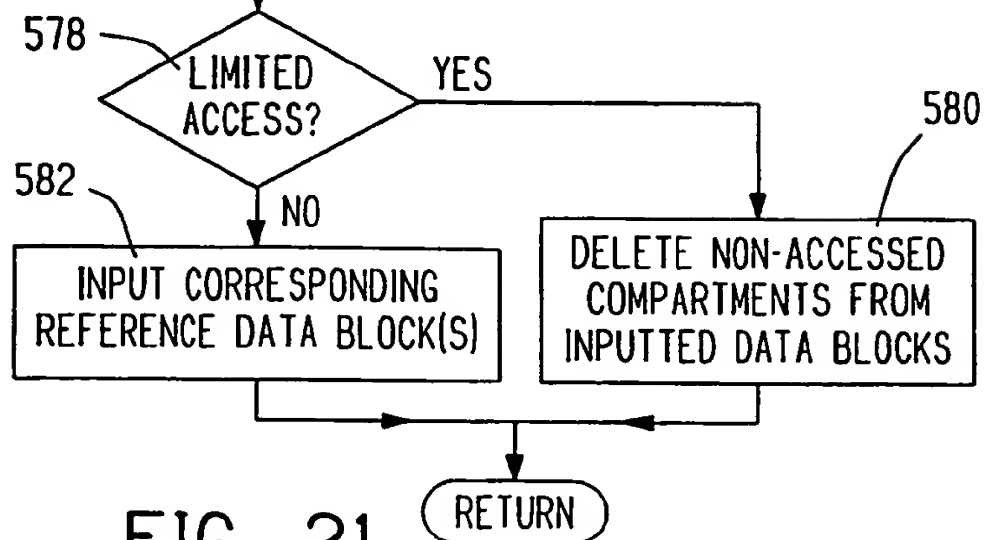 578
LIMITED
ACCESS?
YES
580
582
NO
INPUT CORRESPONDING
REFERENCE DATA BLOCK(S)
DELETE NON-ACCESSED
COMPARTMENTS FROM
INPUTTED DATA BLOCKS
RETURN
FIG. 21